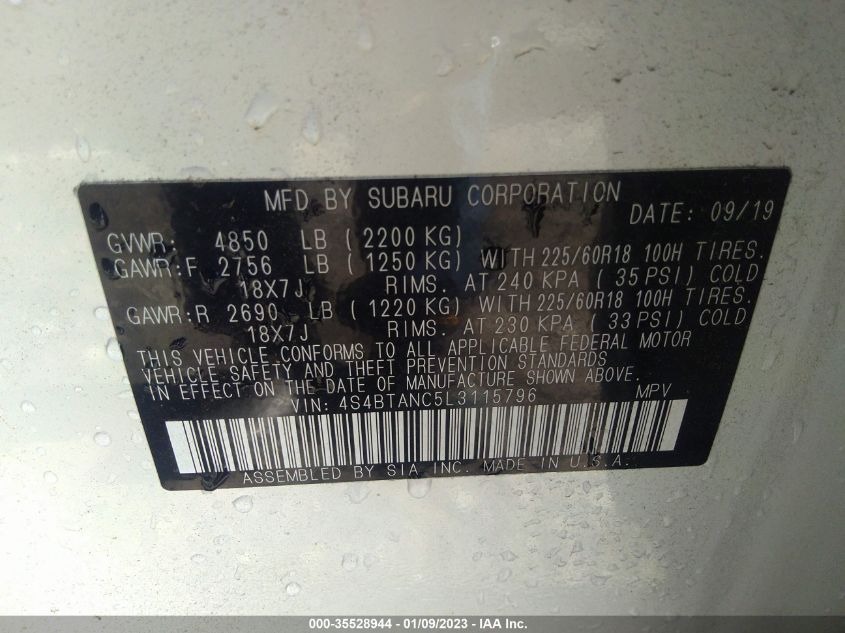 MFD BY SUBARU CORPORATION
DATE: 09/19
GVWR: 4850 LB ( 2200 KG)
GAWR:F 2756 LB ( 1250 KG) WITH 225/60R18 100H TIRES.
18X7J RIMS. AT 240 KPA ( 35 PSI) COLD
GAWR:R 2690 LB ( 1220 KG) WITH 225/60R18 100H TIRES.
18X7J RIMS. AT 230 KPA ( 33 PSI) COLD
THIS VEHICLE CONFORMS TO ALL APPLICABLE FEDERAL MOTOR
VEHICLE SAFETY AND THEFT PREVENTION STANDARDS
IN EFFECT ON THE DATE OF MANUFACTURE SHOWN ABOVE.
VIN: 4S4BTANC5L3115796 MPV
ASSEMBLED BY SIA INC. MADE IN U.S.A.
000-35528944 - 01/09/2023 - IAA Inc.